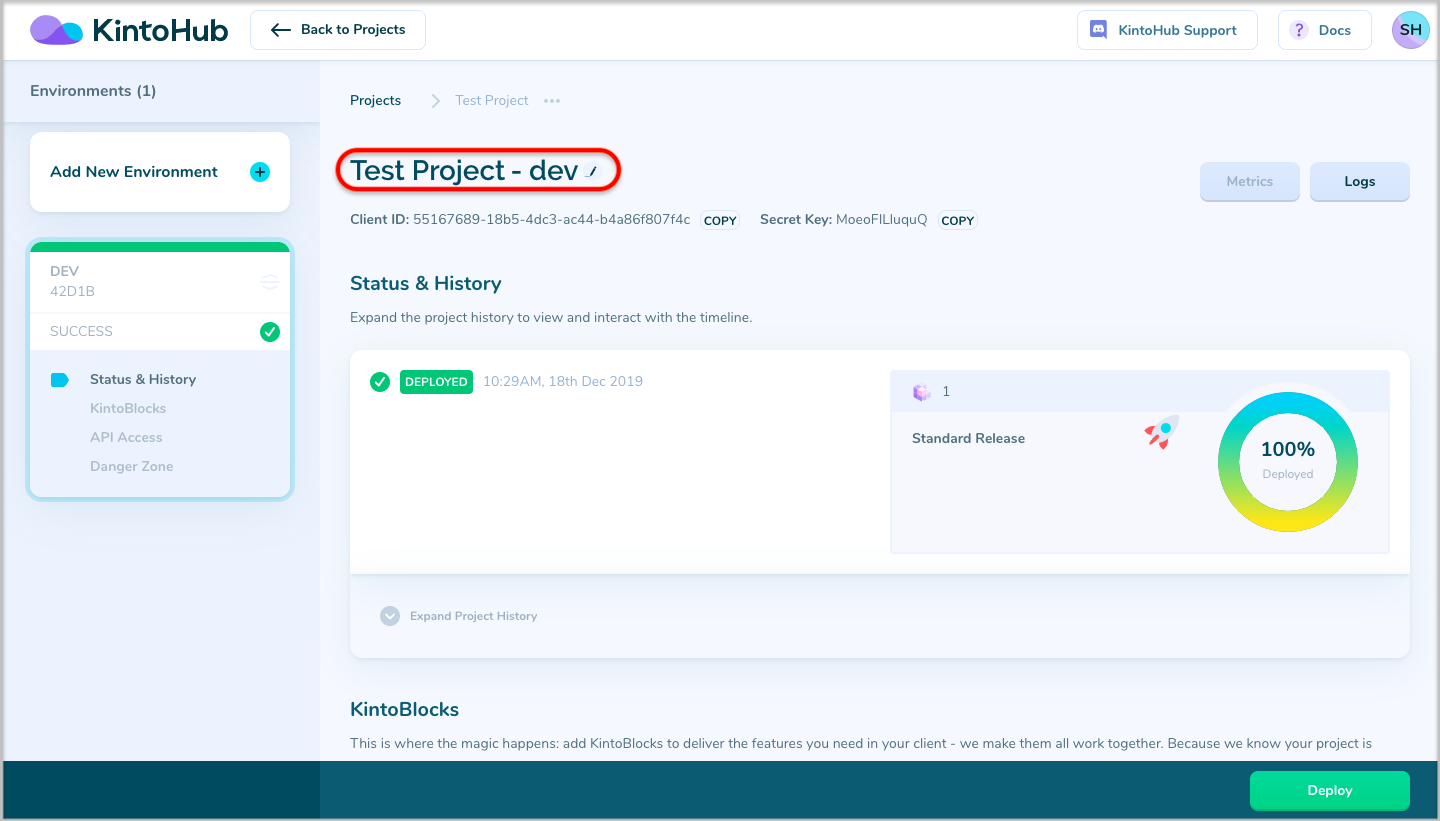 KintoHub
Back to Projects
KintoHub Support
? Docs
SH
Environments (1)
Add New Environment
DEV
42D1B
SUCCESS
Status & History
KintoBlocks
API Access
Danger Zone
Projects
Test Project
Test Project - dev
Metrics
Logs
Client ID: 55167689-18b5-4dc3-ac44-b4a86f807f4c COPY Secret Key: MoeoFILluquQ COPY
Status & History
Expand the project history to view and interact with the timeline.
DEPLOYED 10:29AM, 18th Dec 2019
1
Standard Release
100%
Deployed
Expand Project History
KintoBlocks
This is where the magic happens: add KintoBlocks to deliver the features you need in your client - we make them all work together. Because we know your project is
Deploy